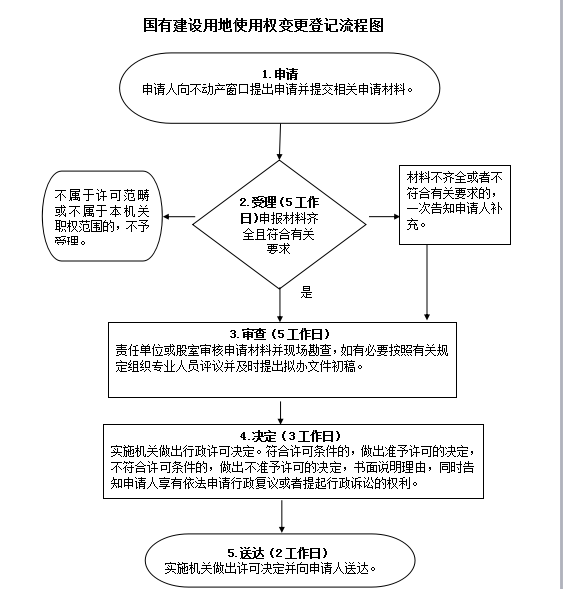 国有建设用地使用权变更登记流程图
1.申请
申请人向不动产窗口提出申请并提交相关申请材料。
不属于许可范畴
或不属于本机关
职权范围的，不予
受理。
2.受理（5工作
日）申报材料齐
全且符合有关
要求
材料不齐全或者不
符合有关要求的，
一次告知申请人补
充。
是
3.审查（5工作日）
责任单位或股室审核申请材料并现场勘查，如有必要按照有关规
定组织专业人员评议并及时提出拟办文件初稿。
4.决定（3工作日）
实施机关做出行政许可决定。符合许可条件的，做出准予许可的决定，
不符合许可条件的，做出不准予许可的决定，书面说明理由，同时告
知申请人享有依法申请行政复议或者提起行政诉讼的权利。
5.送达（2工作日）
实施机关做出许可决定并向申请人送达。